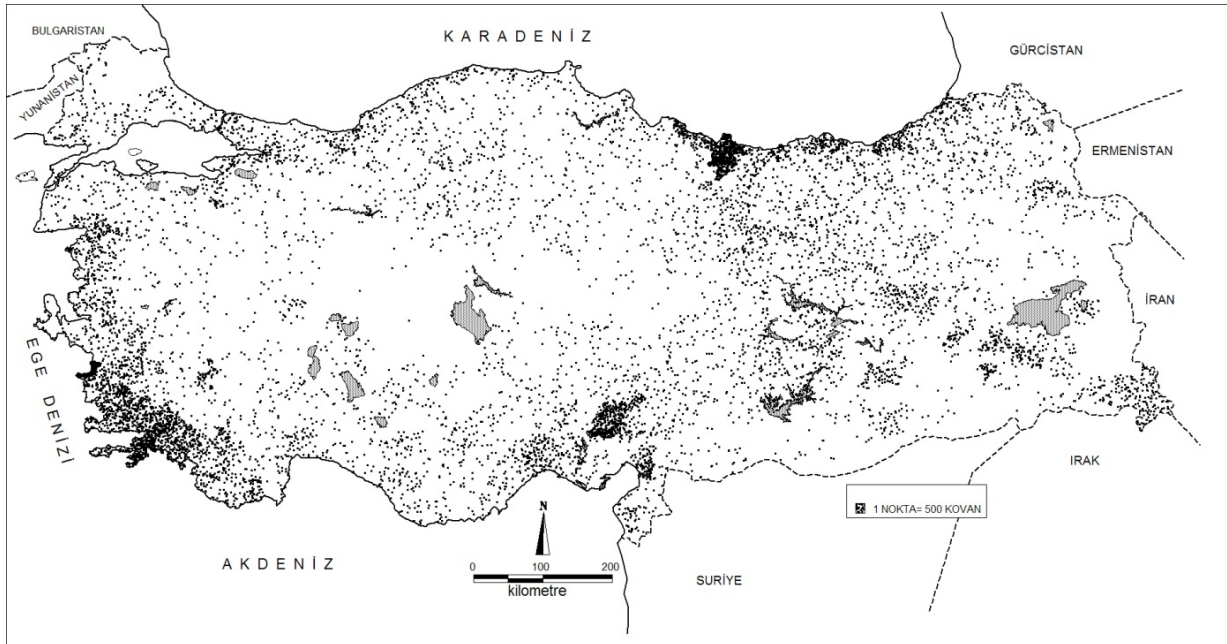 BULGARİSTAN
KARADENİZ
GÜRCİSTAN
YUNANİSTAN
ERMENİSTAN
İRAN
EGE DENİZİ
IRAK
1 NOKTA= 500 KOVAN
N
AKDENİZ
0 100 200
kilometre
SURİYE